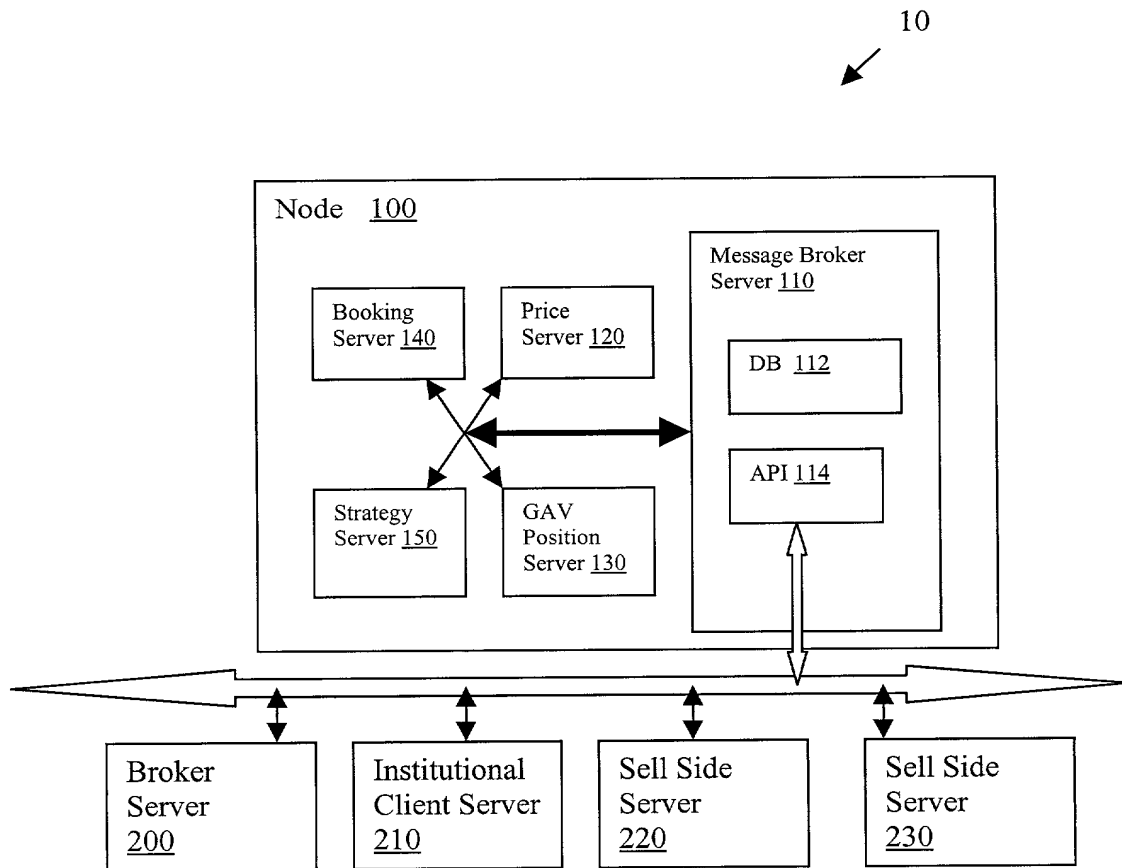 10
Node 100
Message Broker
Server 110
Booking
Server 140
Price
Server 120
DB 112
API 114
Strategy
Server 150
GAV
Position
Server 130
Broker
Server
200
Institutional
Client Server
210
Sell Side
Server
220
Sell Side
Server
230